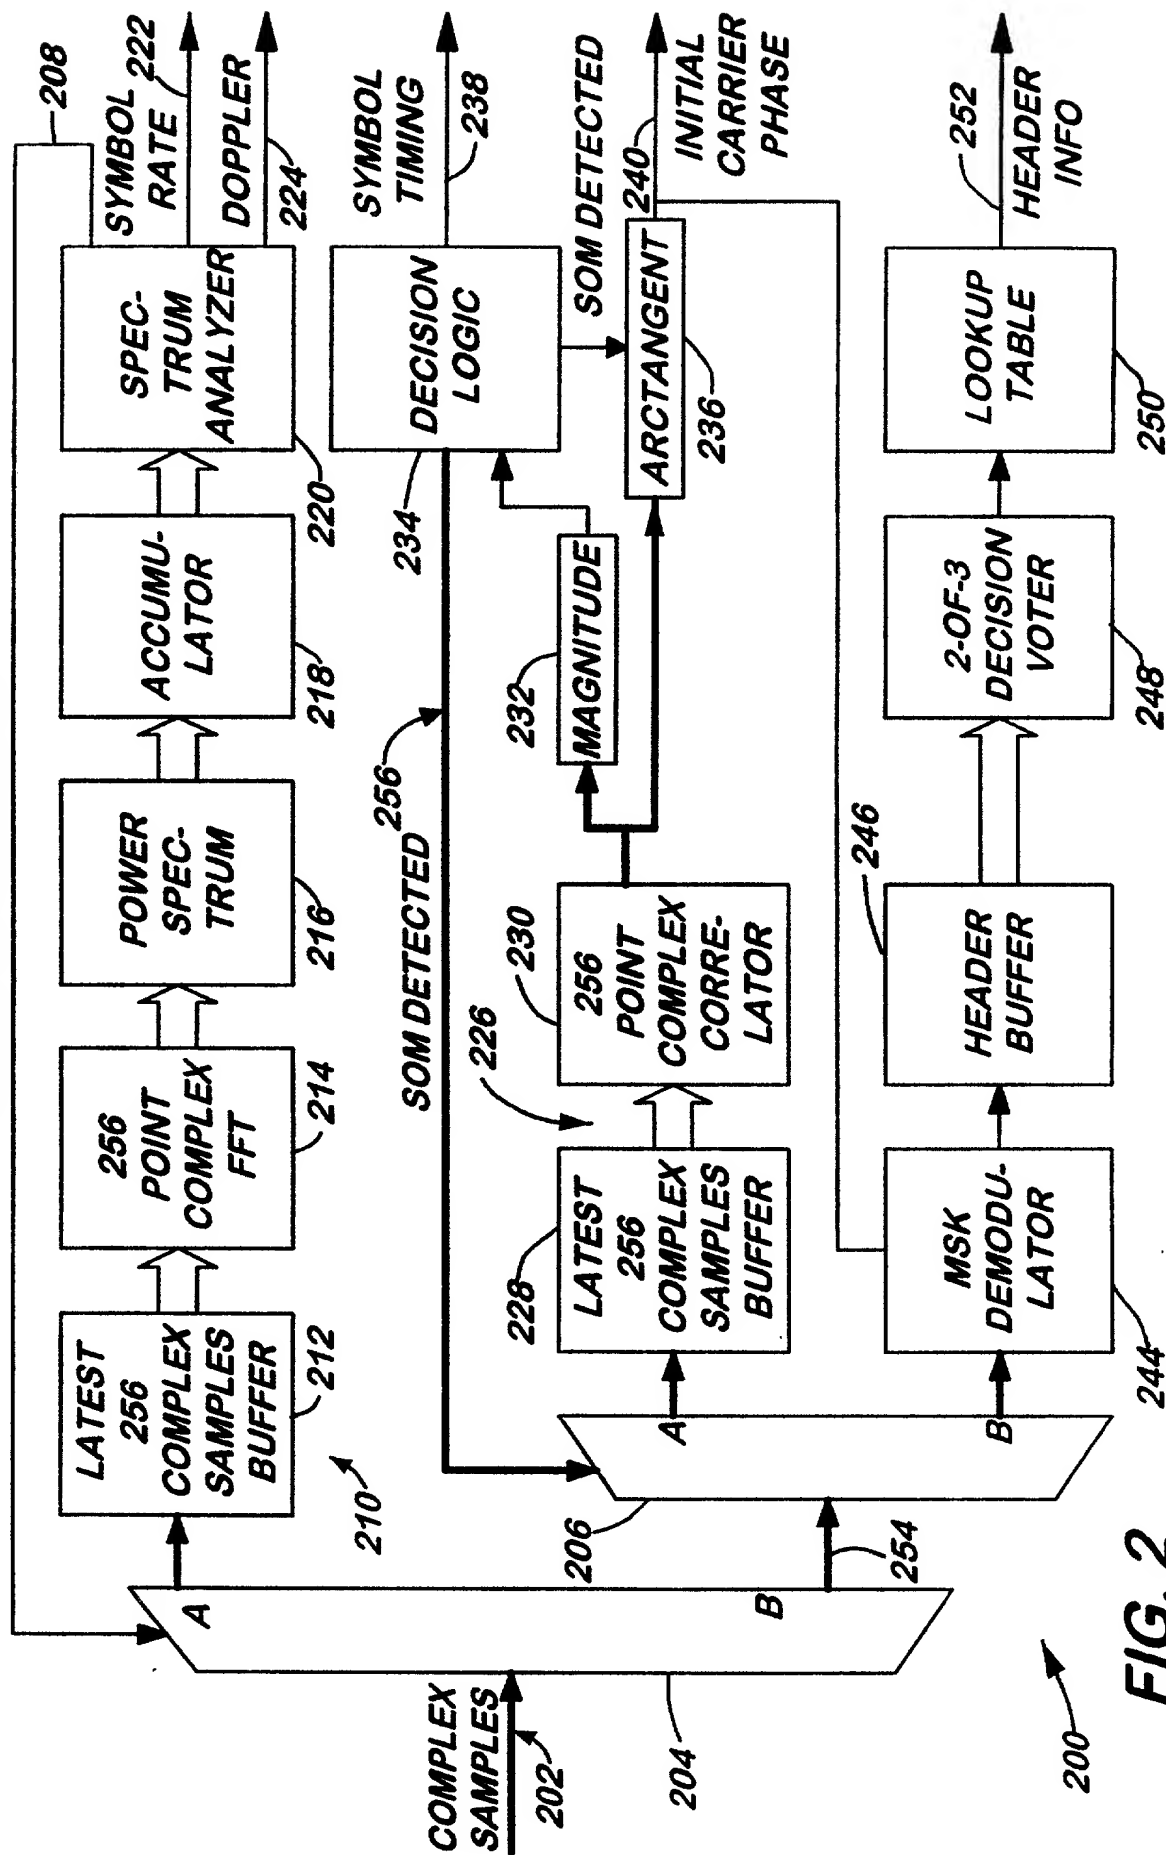 COMPLEX
SAMPLES
202
204
A
B
208
LATEST
256
COMPLEX
SAMPLES
BUFFER
212
210
256
POINT
COMPLEX
FFT
214
POWER
SPEC-
TRUM
216
ACCUMU-
LATOR
218
SPEC-
TRUM
ANALYZER
220
SYMBOL
RATE
222
DOPPLER
224
SOM DETECTED
256
DECISION
LOGIC
234
SYMBOL
TIMING
238
254
206
A
B
LATEST
256
COMPLEX
SAMPLES
BUFFER
228
226
256
POINT
COMPLEX
CORRE-
LATOR
230
MAGNITUDE
232
ARCTANGENT
236
SOM DETECTED
240
INITIAL
CARRIER
PHASE
MSK
DEMODU-
LATOR
244
HEADER
BUFFER
246
2-OF-3
DECISION
VOTER
248
LOOKUP
TABLE
250
252
HEADER
INFO
200
FIG. 2